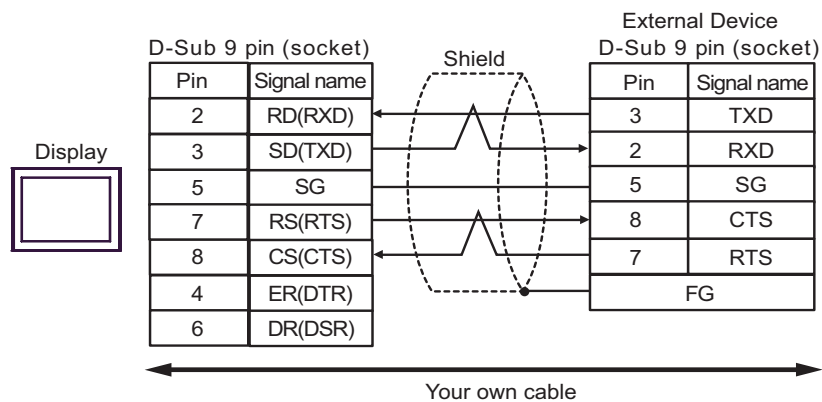 External Device
D-Sub 9 pin (socket) Shield D-Sub 9 pin (socket)
Pin Signal name Pin Signal name
2 RD(RXD) 3 TXD
Display 3 SD(TXD) 2 RXD
5 SG 5 SG
7 RS(RTS) 8 CTS
8 CS(CTS) 7 RTS
4 ER(DTR) FG
6 DR(DSR)
Your own cable